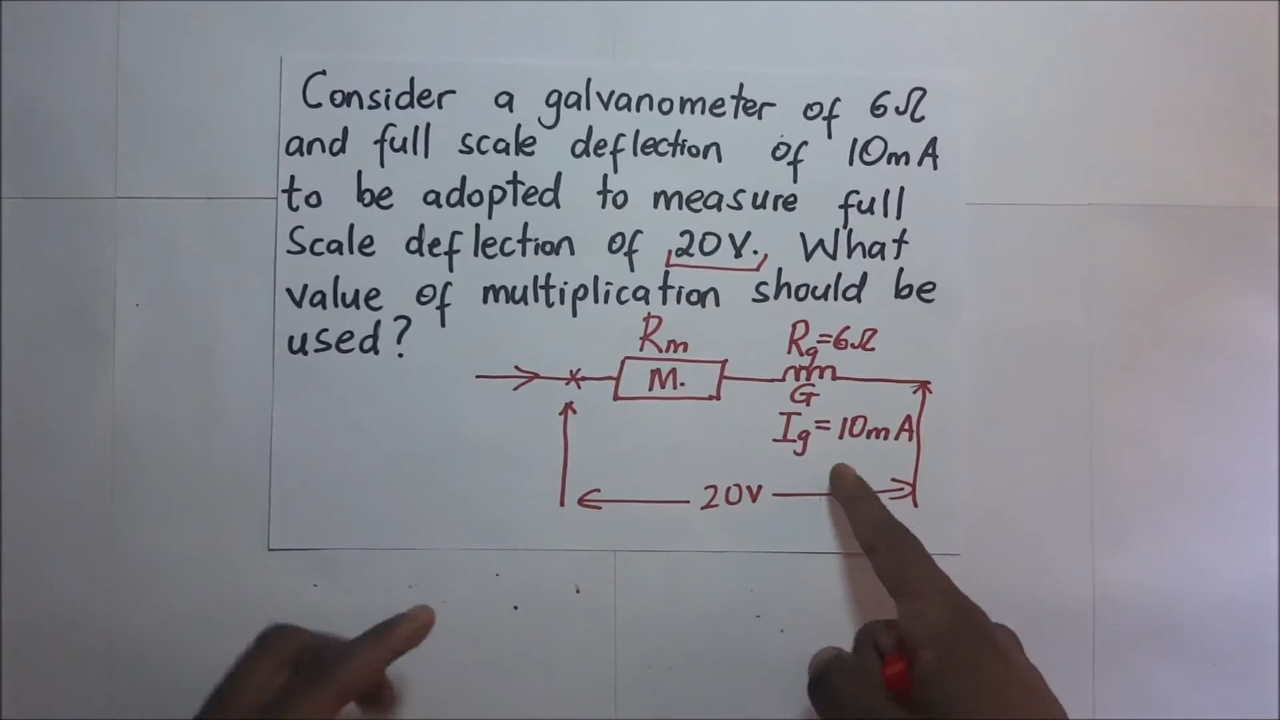 Consider a galvanometer of 6Ω
and full scale deflection of 10mA
to be adopted to measure full
Scale deflection of 20V. What
value of multiplication should be
used?
Rm
Rg=6Ω
M.
G
Ig=10mA
20V